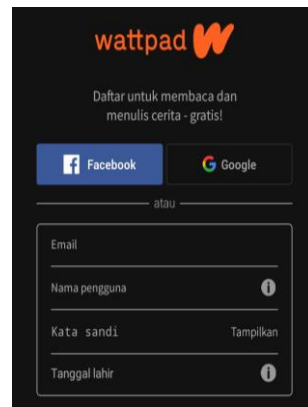 wattpad
Daftar untuk membaca dan
menulis cerita - gratis!
Facebook
Google
atau
Email
Nama pengguna
Kata sandi Tampilkan
Tanggal lahir